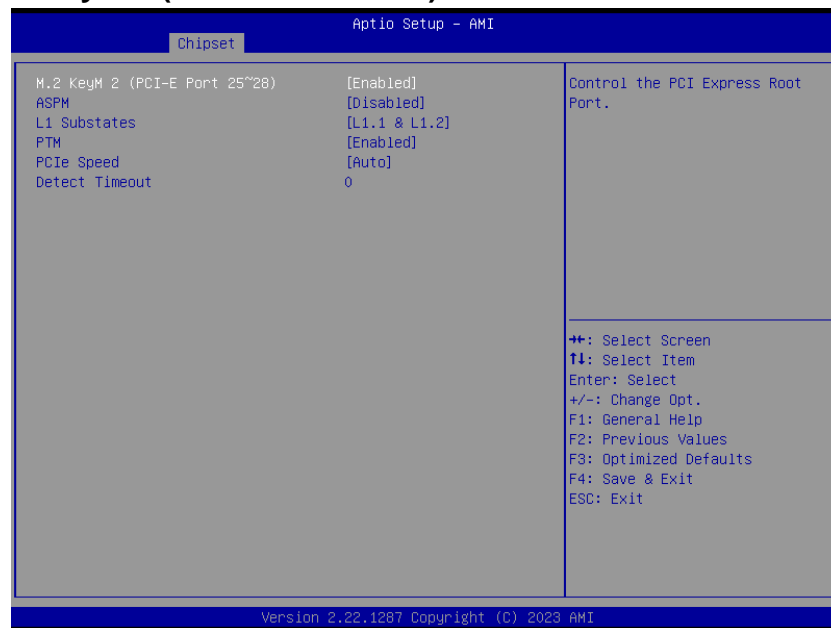 Aptio Setup – AMI
Chipset
M.2 KeyM 2 (PCI-E Port 25~28) [Enabled]
ASPM [Disabled]
L1 Substates [L1.1 & L1.2]
PTM [Enabled]
PCIe Speed [Auto]
Detect Timeout 0
Control the PCI Express Root
Port.
→←: Select Screen
↑↓: Select Item
Enter: Select
+/-: Change Opt.
F1: General Help
F2: Previous Values
F3: Optimized Defaults
F4: Save & Exit
ESC: Exit
Version 2.22.1287 Copyright (C) 2023 AMI